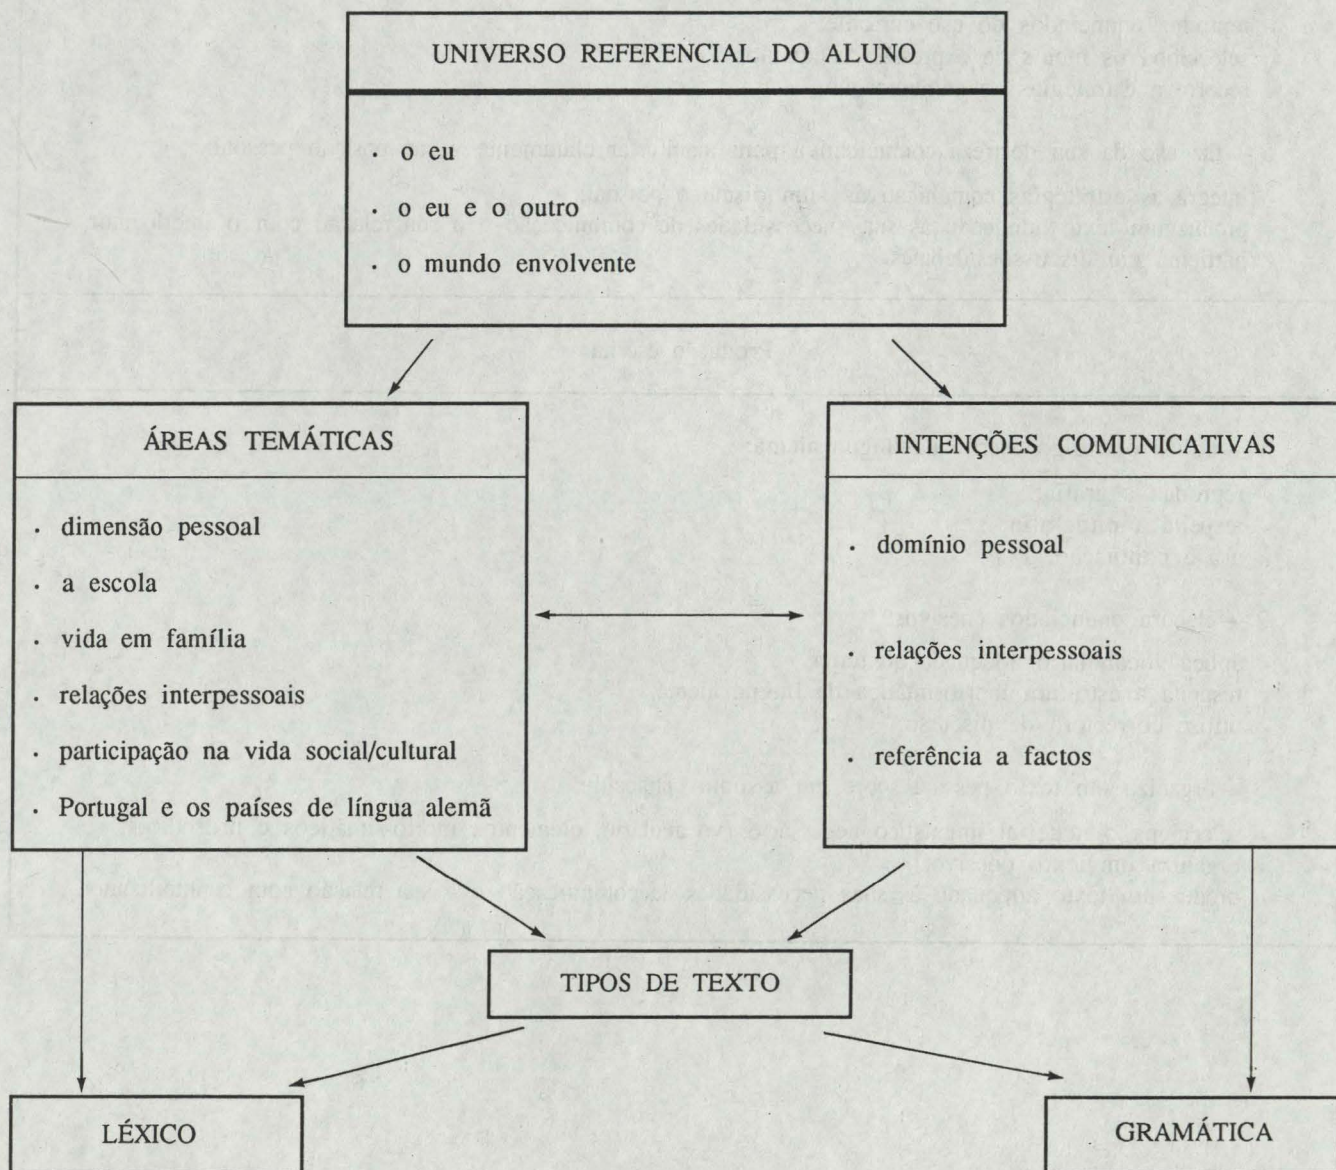 UNIVERSO REFERENCIAL DO ALUNO
· o eu
· o eu e o outro
· o mundo envolvente
ÁREAS TEMÁTICAS
· dimensão pessoal
· a escola
· vida em família
· relações interpessoais
· participação na vida social/cultural
· Portugal e os países de língua alemã
INTENÇÕES COMUNICATIVAS
· domínio pessoal
· relações interpessoais
· referência a factos
TIPOS DE TEXTO
LÉXICO
GRAMÁTICA